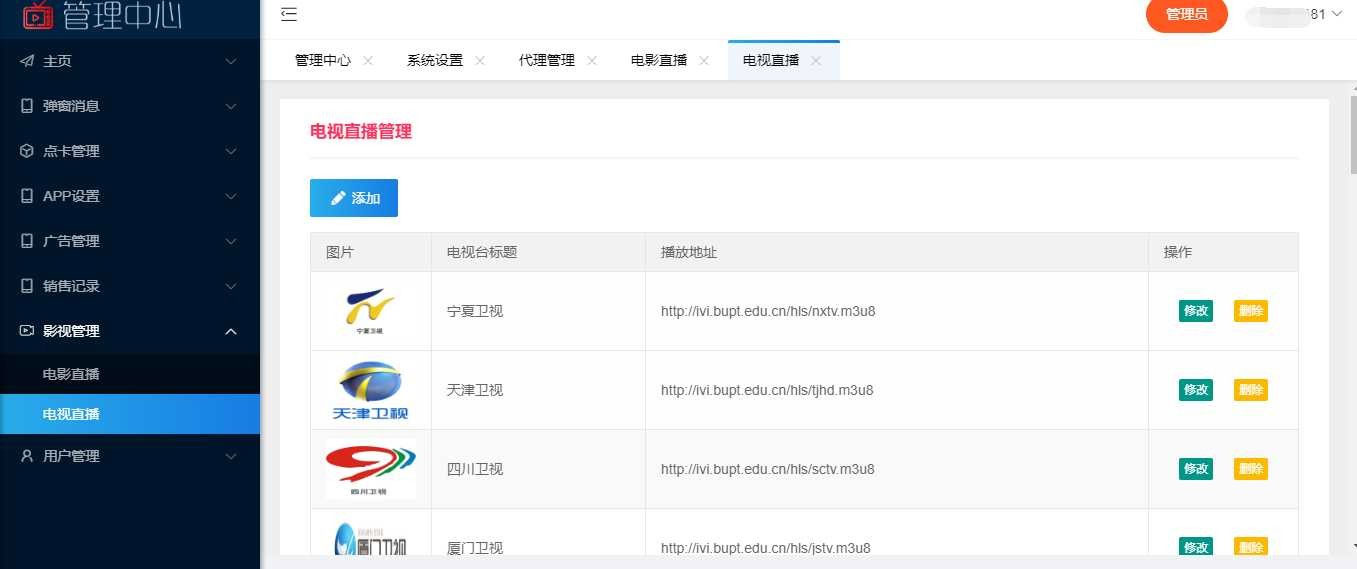 管理中心
管理员 81
管理中心 系统设置 代理管理 电影直播 电视直播
主页
弹窗消息
点卡管理
APP设置
广告管理
销售记录
影视管理
电影直播
电视直播
用户管理
电视直播管理
添加
图片 电视台标题 播放地址 操作
宁夏卫视 宁夏卫视 http://ivi.bupt.edu.cn/hls/nxtv.m3u8 修改 删除
天津卫视 天津卫视 http://ivi.bupt.edu.cn/hls/tjhd.m3u8 修改 删除
四川卫视 四川卫视 http://ivi.bupt.edu.cn/hls/sctv.m3u8 修改 删除
厦门卫视 厦门卫视 http://ivi.bupt.edu.cn/hls/jstv.m3u8 修改 删除